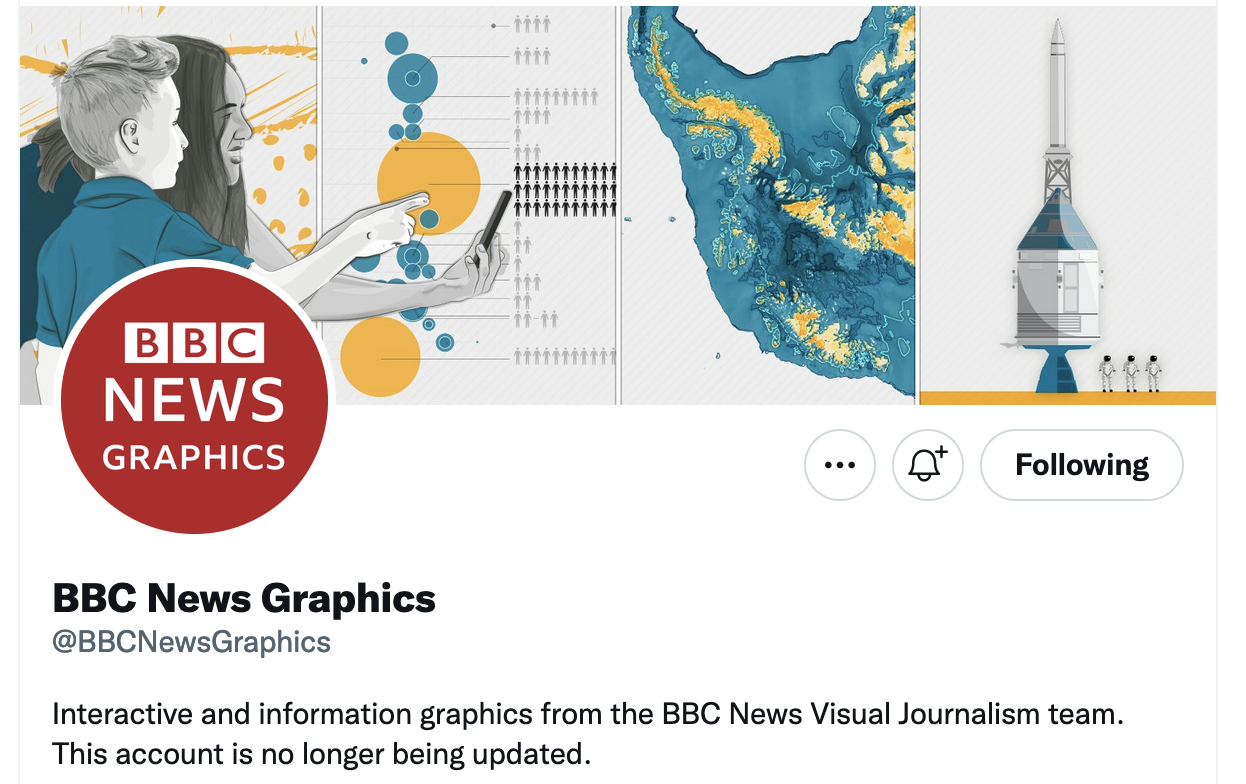 BBC
NEWS
GRAPHICS
Following
BBC News Graphics
@BBCNewsGraphics
Interactive and information graphics from the BBC News Visual Journalism team.
This account is no longer being updated.